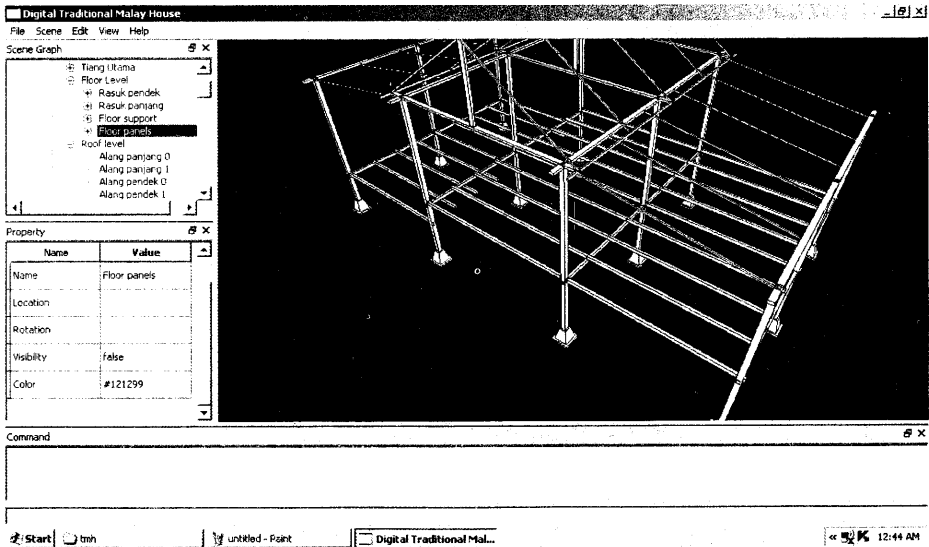 Digital Traditional Malay House
File Scene Edit View Help
Scene Graph
Tiang Utama
Floor Level
Rasuk pendek
Rasuk panjang
Floor support
Floor panels
Roof level
Alang panjang 0
Alang panjang 1
Alang pendek 0
Alang pendek 1
Property
Name Value
Name Floor panels
Location
Rotation
Visibility false
Color #121299
Command
Start tmh untitled - Paint Digital Traditional Mal... « K 12:44 AM